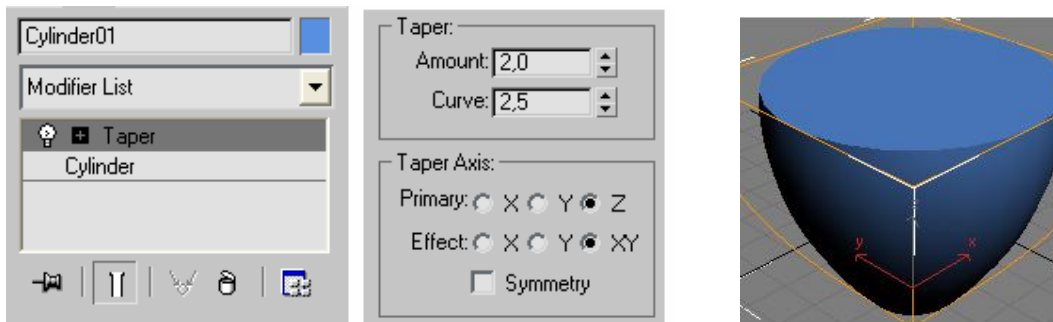 Cylinder01
Modifier List
Taper
Cylinder
Taper:
Amount: 2,0
Curve: 2,5
Taper Axis:
Primary: X Y Z
Effect: X Y XY
Symmetry
y x